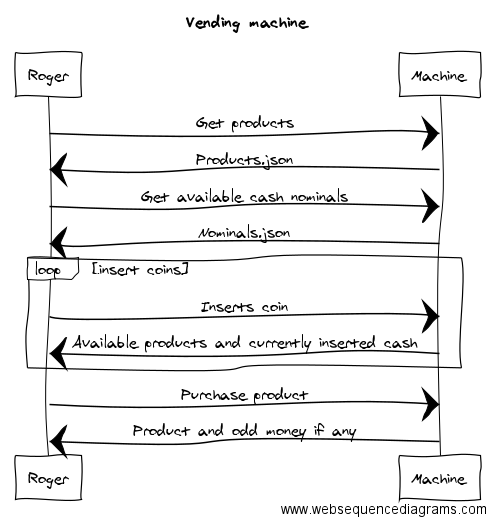 Vending machine
Roger Machine
Get products
Products.json
Get available cash nominals
Nominals.json
loop [insert coins]
Inserts coin
Available products and currently inserted cash
Purchase product
Product and odd money if any
Roger Machine
www.websequencediagrams.com